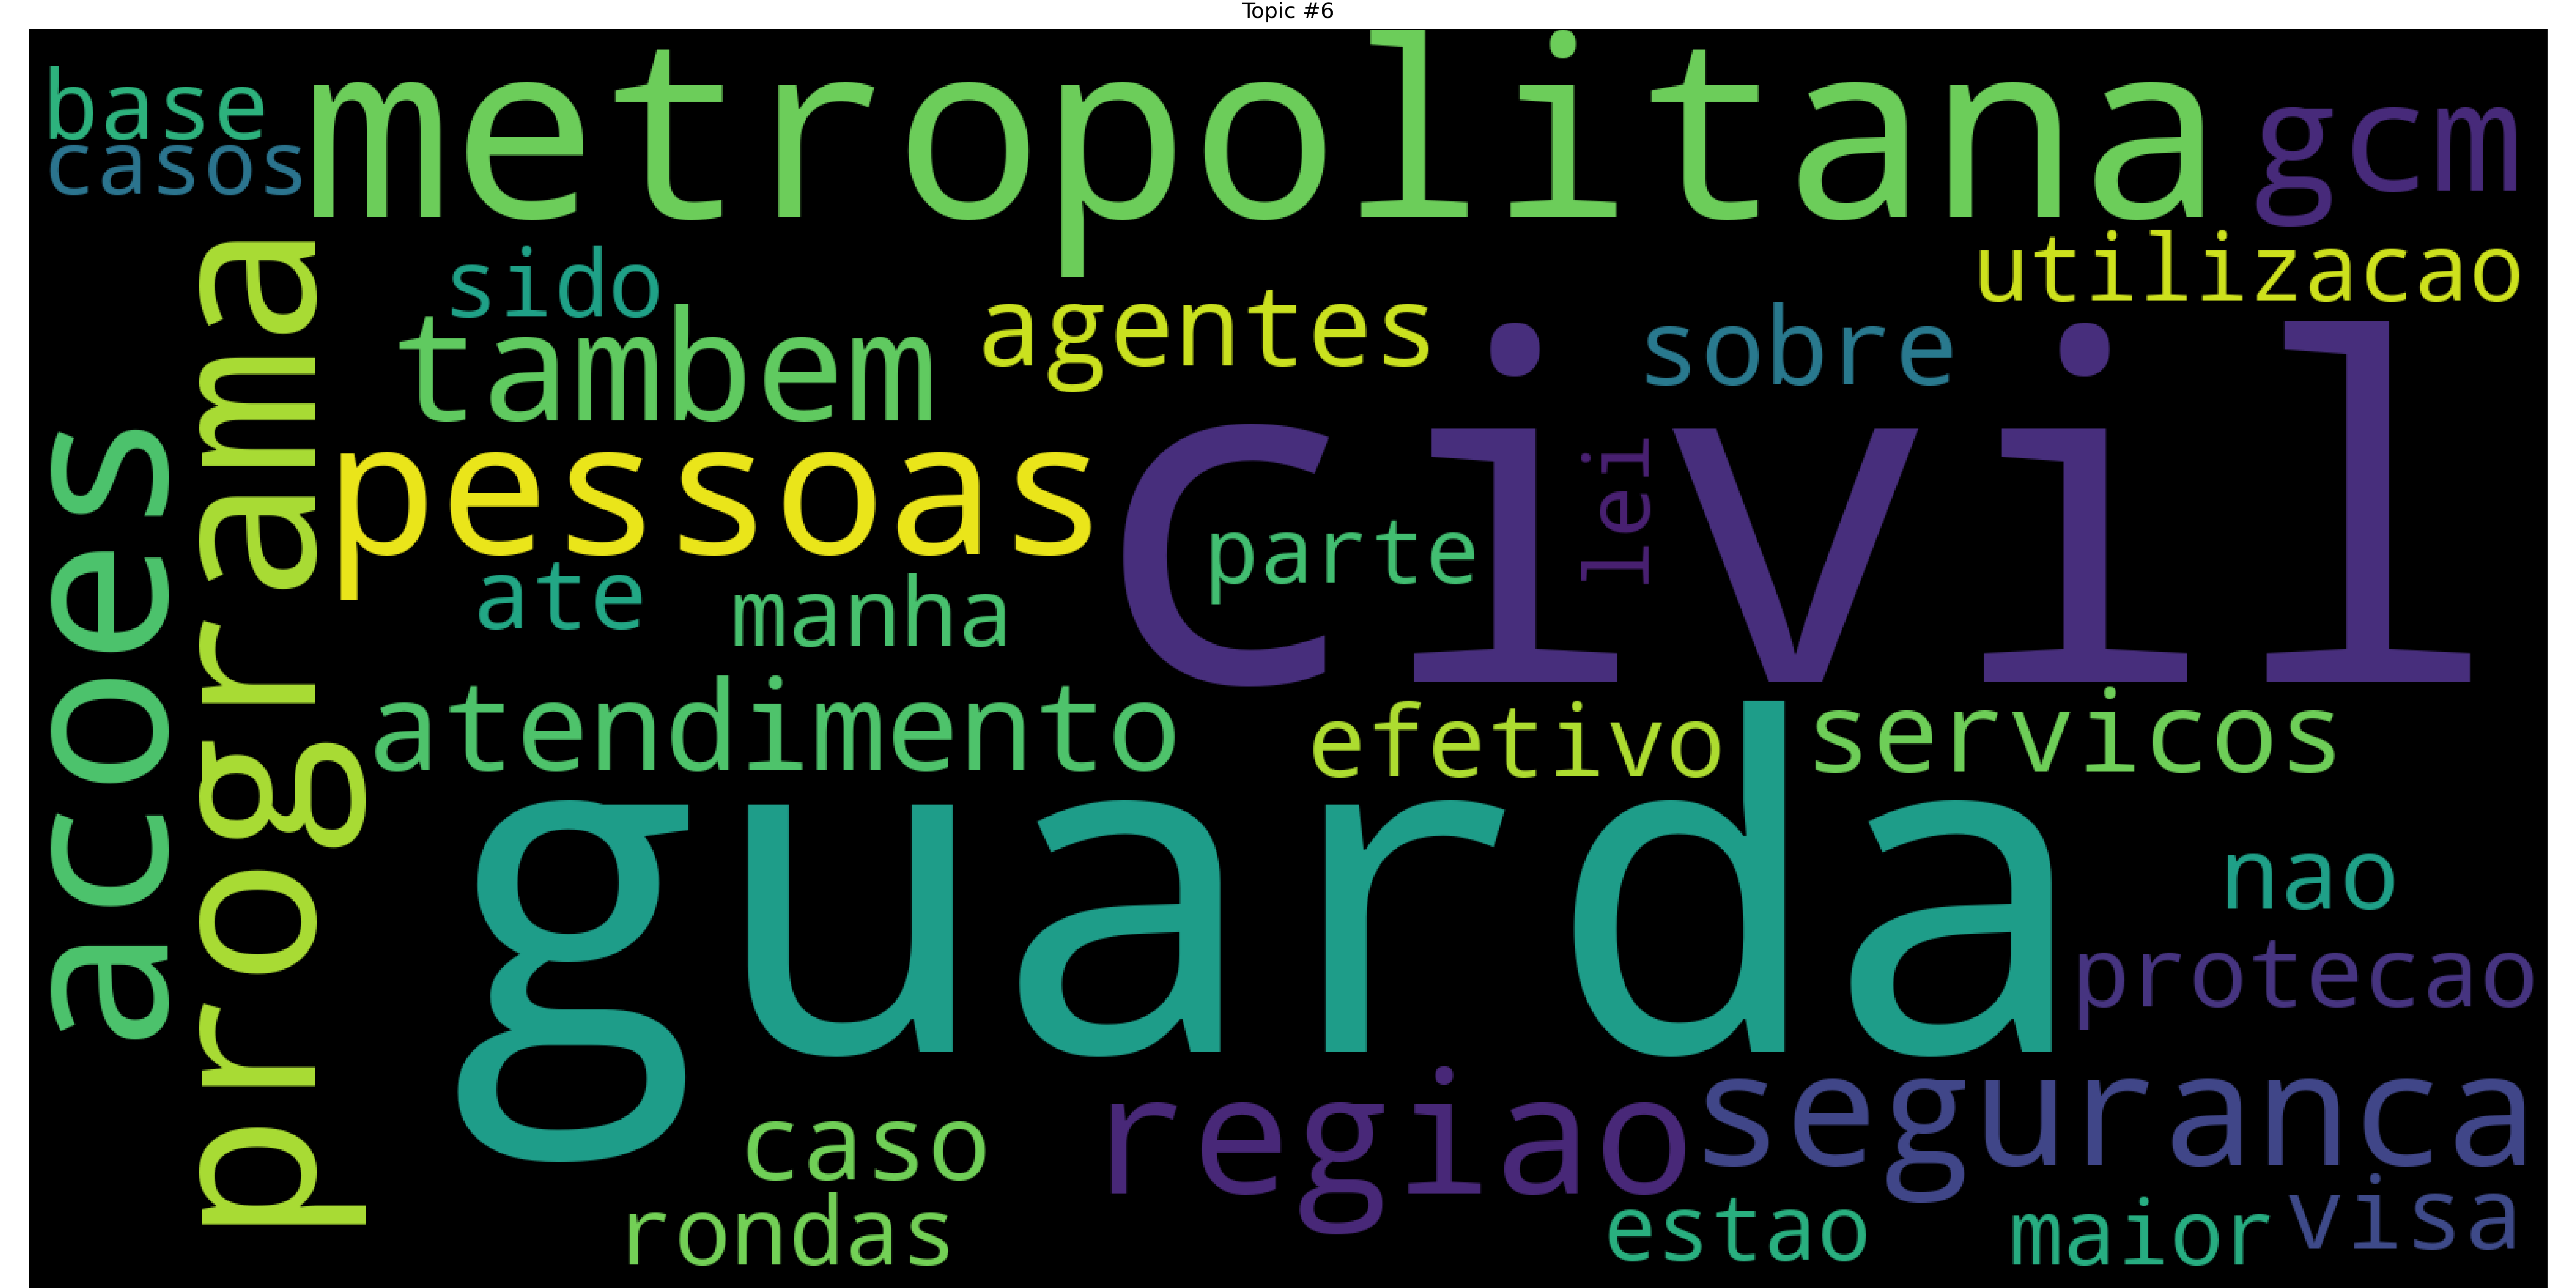 Topic #6
base
casos
metropolitana
gcm
utilizacao
sido
tambem
agentes
sobre
programa
acoes
pessoas
civil
lei
parte
ate
manha
atendimento
efetivo
servicos
guarda
nao
protecao
regiao
seguranca
caso
rondas
estao
maior
visa